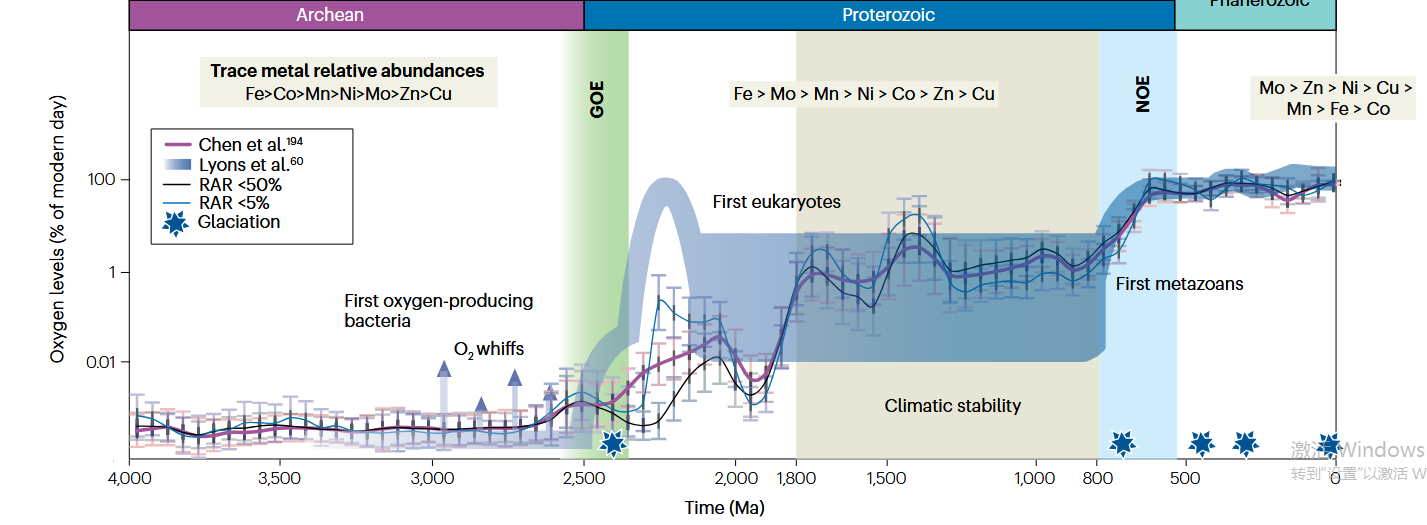 Archean
Proterozoic
Phanerozoic
Trace metal relative abundances
Fe>Co>Mn>Ni>Mo>Zn>Cu
GOE
Fe > Mo > Mn > Ni > Co > Zn > Cu
NOE
Mo > Zn > Ni > Cu >
Mn > Fe > Co
Chen et al.194
Lyons et al.60
RAR <50%
RAR <5%
Glaciation
Oxygen levels (% of modern day)
100
1
0.01
First eukaryotes
First oxygen-producing
bacteria
O2 whiffs
First metazoans
Climatic stability
4,000
3,500
3,000
2,500
2,000
1,800
1,500
1,000
800
500
0
Time (Ma)
激活 Windows
转到"设置"以激活 W